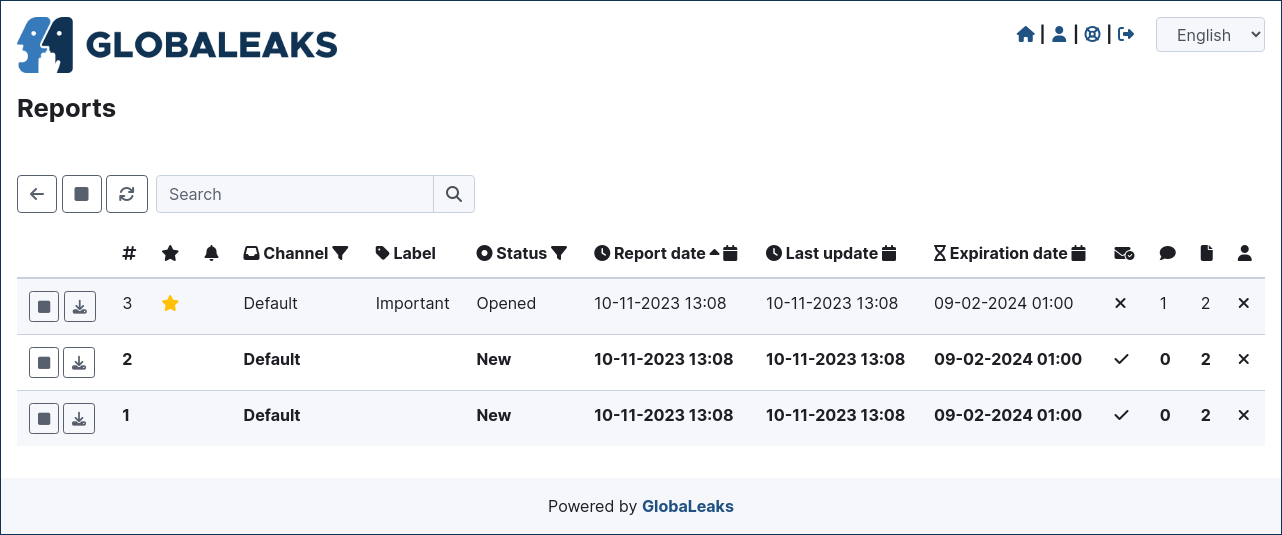 GLOBALEAKS
English
Reports
Search
# Channel Label Status Report date Last update Expiration date
3 Default Important Opened 10-11-2023 13:08 10-11-2023 13:08 09-02-2024 01:00 1 2
2 Default New 10-11-2023 13:08 10-11-2023 13:08 09-02-2024 01:00 0 2
1 Default New 10-11-2023 13:08 10-11-2023 13:08 09-02-2024 01:00 0 2
Powered by GlobaLeaks